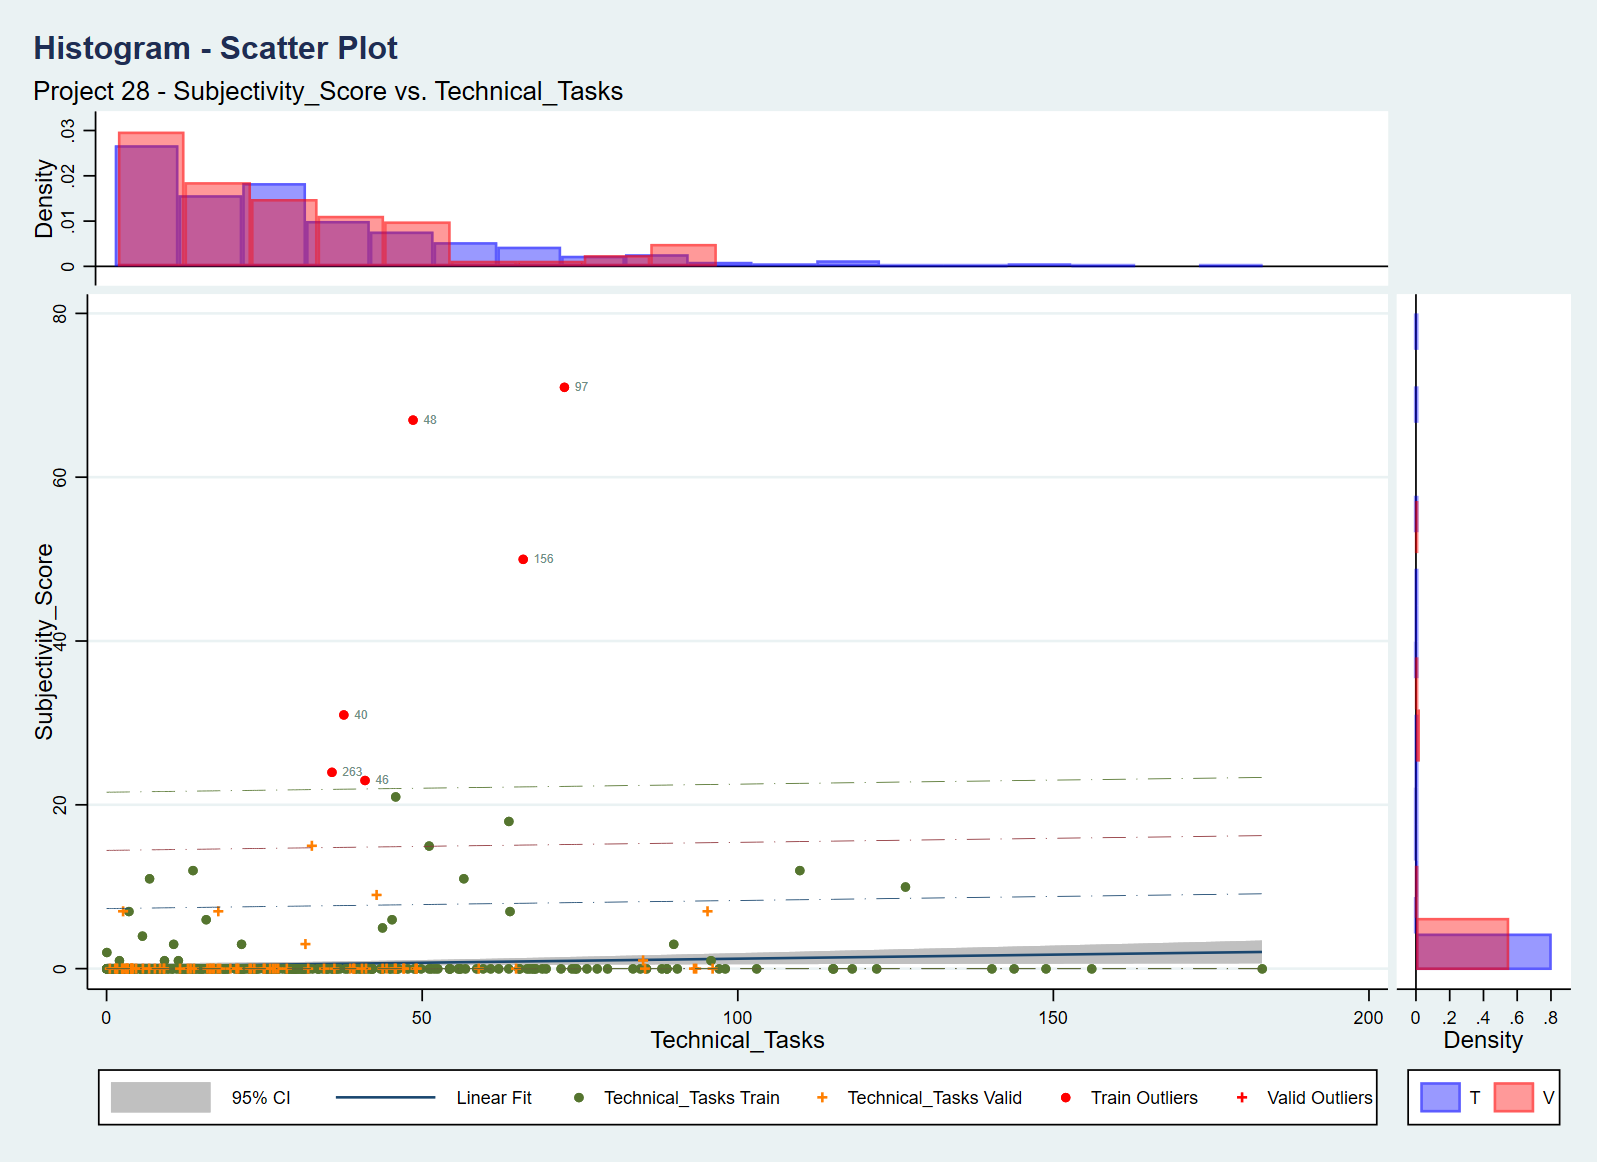 Histogram - Scatter Plot
Project 28 - Subjectivity_Score vs. Technical_Tasks
Density
0 .01 .02 .03
Subjectivity_Score
0 20 40 60 80
97
48
156
40
263
46
0 50 100 150 200
Technical_Tasks
0 .2 .4 .6 .8
Density
95% CI Linear Fit Technical_Tasks Train Technical_Tasks Valid Train Outliers Valid Outliers
T V